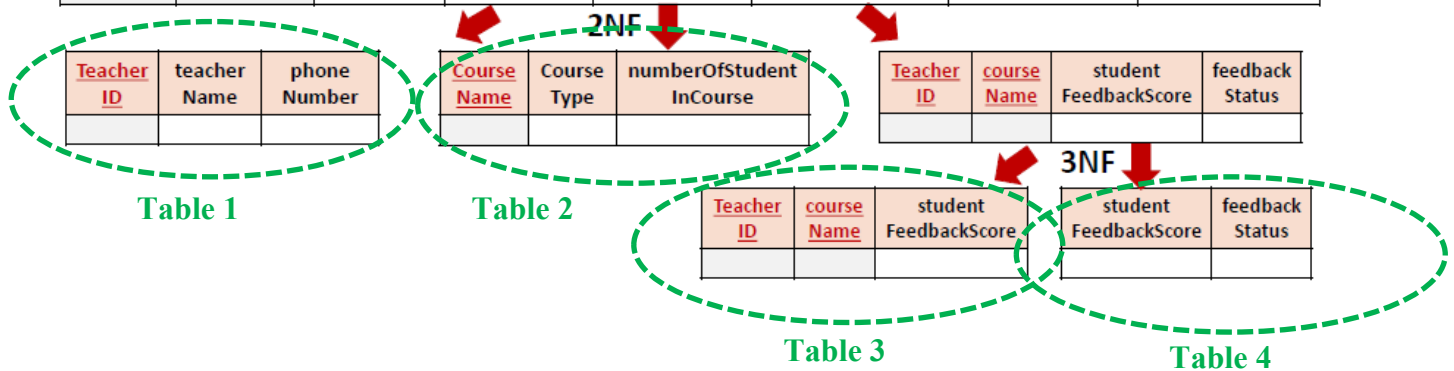 2NF
Teacher ID
teacher Name
phone Number
Course Name
Course Type
numberOfStudent InCourse
Teacher ID
course Name
student FeedbackScore
feedback Status
3NF
Table 1
Table 2
Teacher ID
course Name
student FeedbackScore
student FeedbackScore
feedback Status
Table 3
Table 4